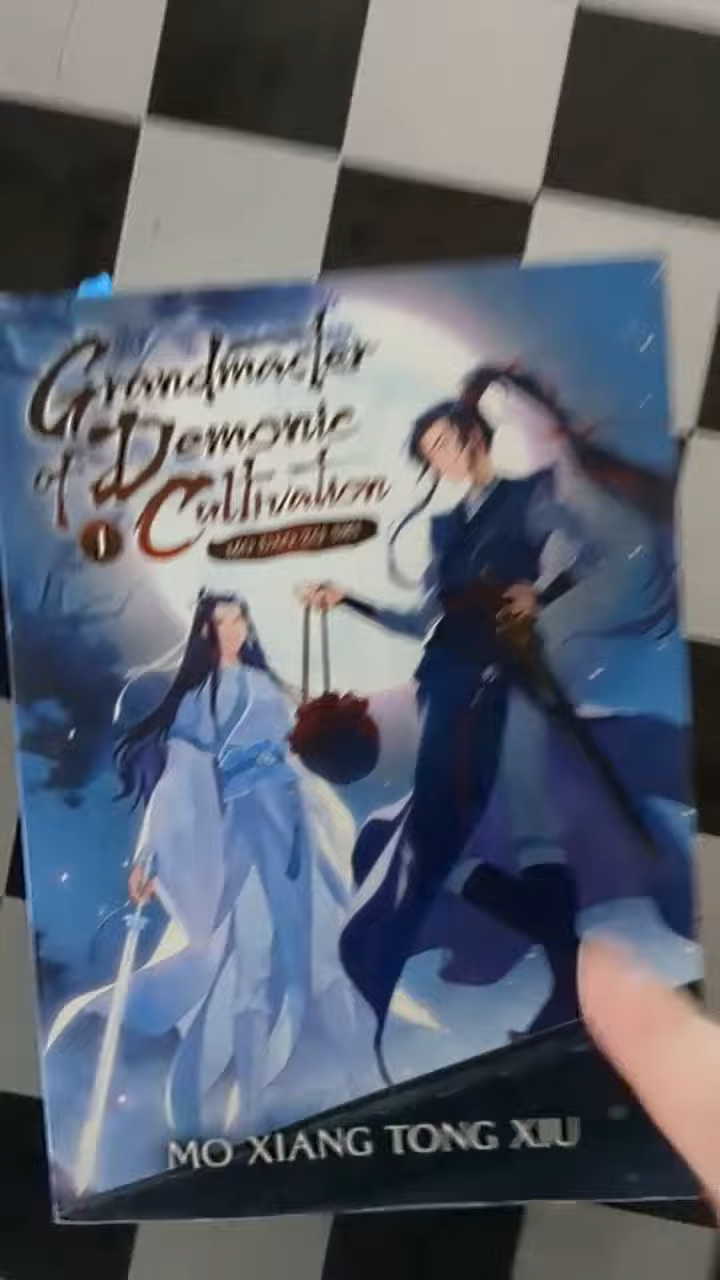 Grandmaster
of Demonic
Cultivation
1
MO XIANG TONG XIU